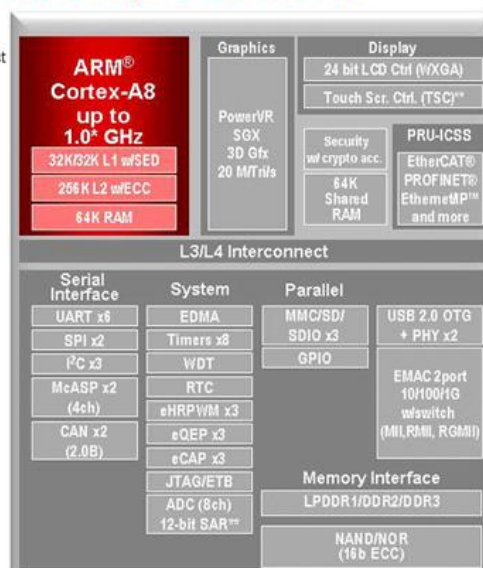 ct
ARM®
Cortex-A8
up to
1.0* GHz
32K/32K L1 w/SED
256K L2 w/ECC
64K RAM
Graphics
PowerVR
SGX
3D Gfx
20 M/Tri/s
Display
24 bit LCD Ctrl (WXGA)
Touch Scr. Ctrl. (TSC)**
Security
w/ crypto acc.
64K
Shared
RAM
PRU-ICSS
EtherCAT®
PROFINET®
EthernetIP™
and more
L3/L4 Interconnect
Serial
Interface
UART x6
SPI x2
I²C x3
McASP x2
(4ch)
CAN x2
(2.0B)
System
EDMA
Timers x8
WDT
RTC
eHRPWM x3
eQEP x3
eCAP x3
JTAG/ETB
ADC (8ch)
12-bit SAR**
Parallel
MMC/SD/
SDIO x3
GPIO
USB 2.0 OTG
+ PHY x2
EMAC 2port
10/100/1G
w/switch
(MII,RMII, RGMII)
Memory Interface
LPDDR1/DDR2/DDR3
NAND/NOR
(16b ECC)